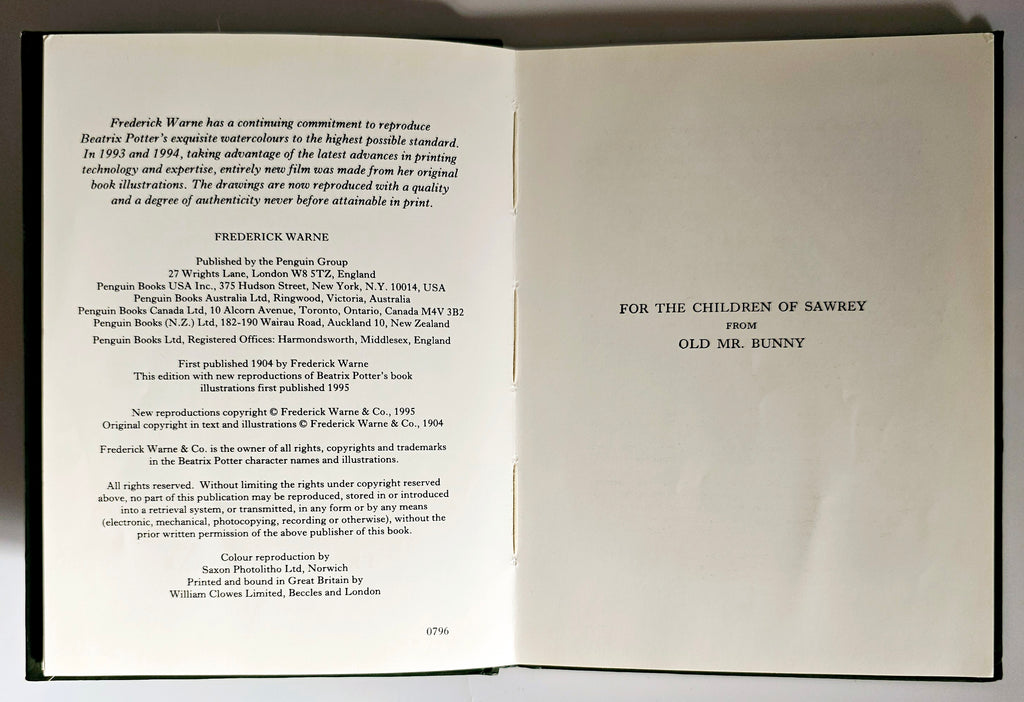 Frederick Warne has a continuing commitment to reproduce
Beatrix Potter's exquisite watercolours to the highest possible standard.
In 1993 and 1994, taking advantage of the latest advances in printing
technology and expertise, entirely new film was made from her original
book illustrations. The drawings are now reproduced with a quality
and a degree of authenticity never before attainable in print.
FREDERICK WARNE
Published by the Penguin Group
27 Wrights Lane, London W8 5TZ, England
Penguin Books USA Inc., 375 Hudson Street, New York, N.Y. 10014, USA
Penguin Books Australia Ltd, Ringwood, Victoria, Australia
Penguin Books Canada Ltd, 10 Alcorn Avenue, Toronto, Ontario, Canada M4V 3B2
Penguin Books (N.Z.) Ltd, 182-190 Wairau Road, Auckland 10, New Zealand
Penguin Books Ltd, Registered Offices: Harmondsworth, Middlesex, England
First published 1904 by Frederick Warne
This edition with new reproductions of Beatrix Potter's book
illustrations first published 1995
New reproductions copyright © Frederick Warne & Co., 1995
Original copyright in text and illustrations © Frederick Warne & Co., 1904
Frederick Warne & Co. is the owner of all rights, copyrights and trademarks
in the Beatrix Potter character names and illustrations.
All rights reserved. Without limiting the rights under copyright reserved
above, no part of this publication may be reproduced, stored in or introduced
into a retrieval system, or transmitted, in any form or by any means
(electronic, mechanical, photocopying, recording or otherwise), without the
prior written permission of the above publisher of this book.
Colour reproduction by
Saxon Photolitho Ltd, Norwich
Printed and bound in Great Britain by
William Clowes Limited, Beccles and London
0796
FOR THE CHILDREN OF SAWREY
FROM
OLD MR. BUNNY